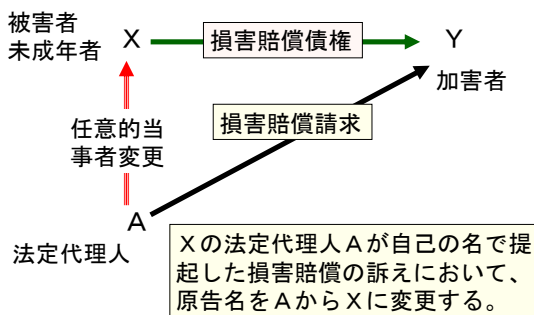 被害者
未成年者
X
損害賠償債権
Y
加害者
任意的当
事者変更
損害賠償請求
A
法定代理人
Xの法定代理人Aが自己の名で提
起した損害賠償の訴えにおいて、
原告名をAからXに変更する。